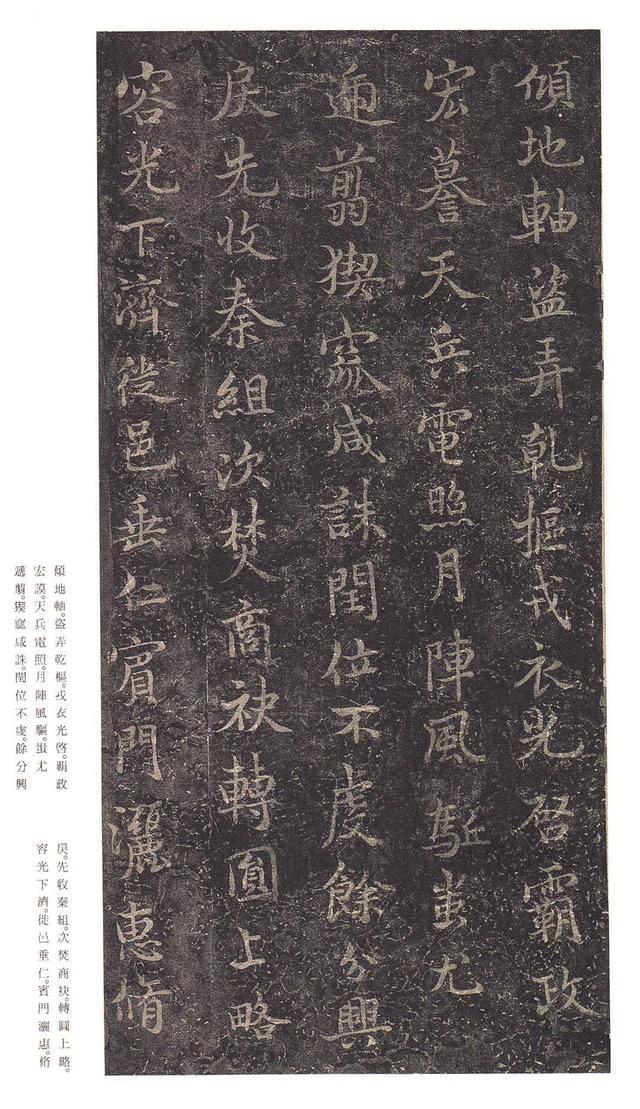 傾地軸盜弄乾樞戎衣光啓霸政
宏謩天兵電照月陣風駈蚩尤
遄翦猰窳咸誅閏位不虔餘分興
戾先收秦組次焚商袂轉圓上略
容光下濟徙邑垂仁賓門灑惠脩
傾地軸。盜弄乾樞。戎衣光啓。霸政
宏謨。天兵電照。月陣風驅。蚩尤
遄翦。猰窳咸誅。閏位不虔。餘分興
戾。先收秦組。次焚商袂。轉圓上略。
容光下濟。徙邑垂仁。賓門灑惠。脩